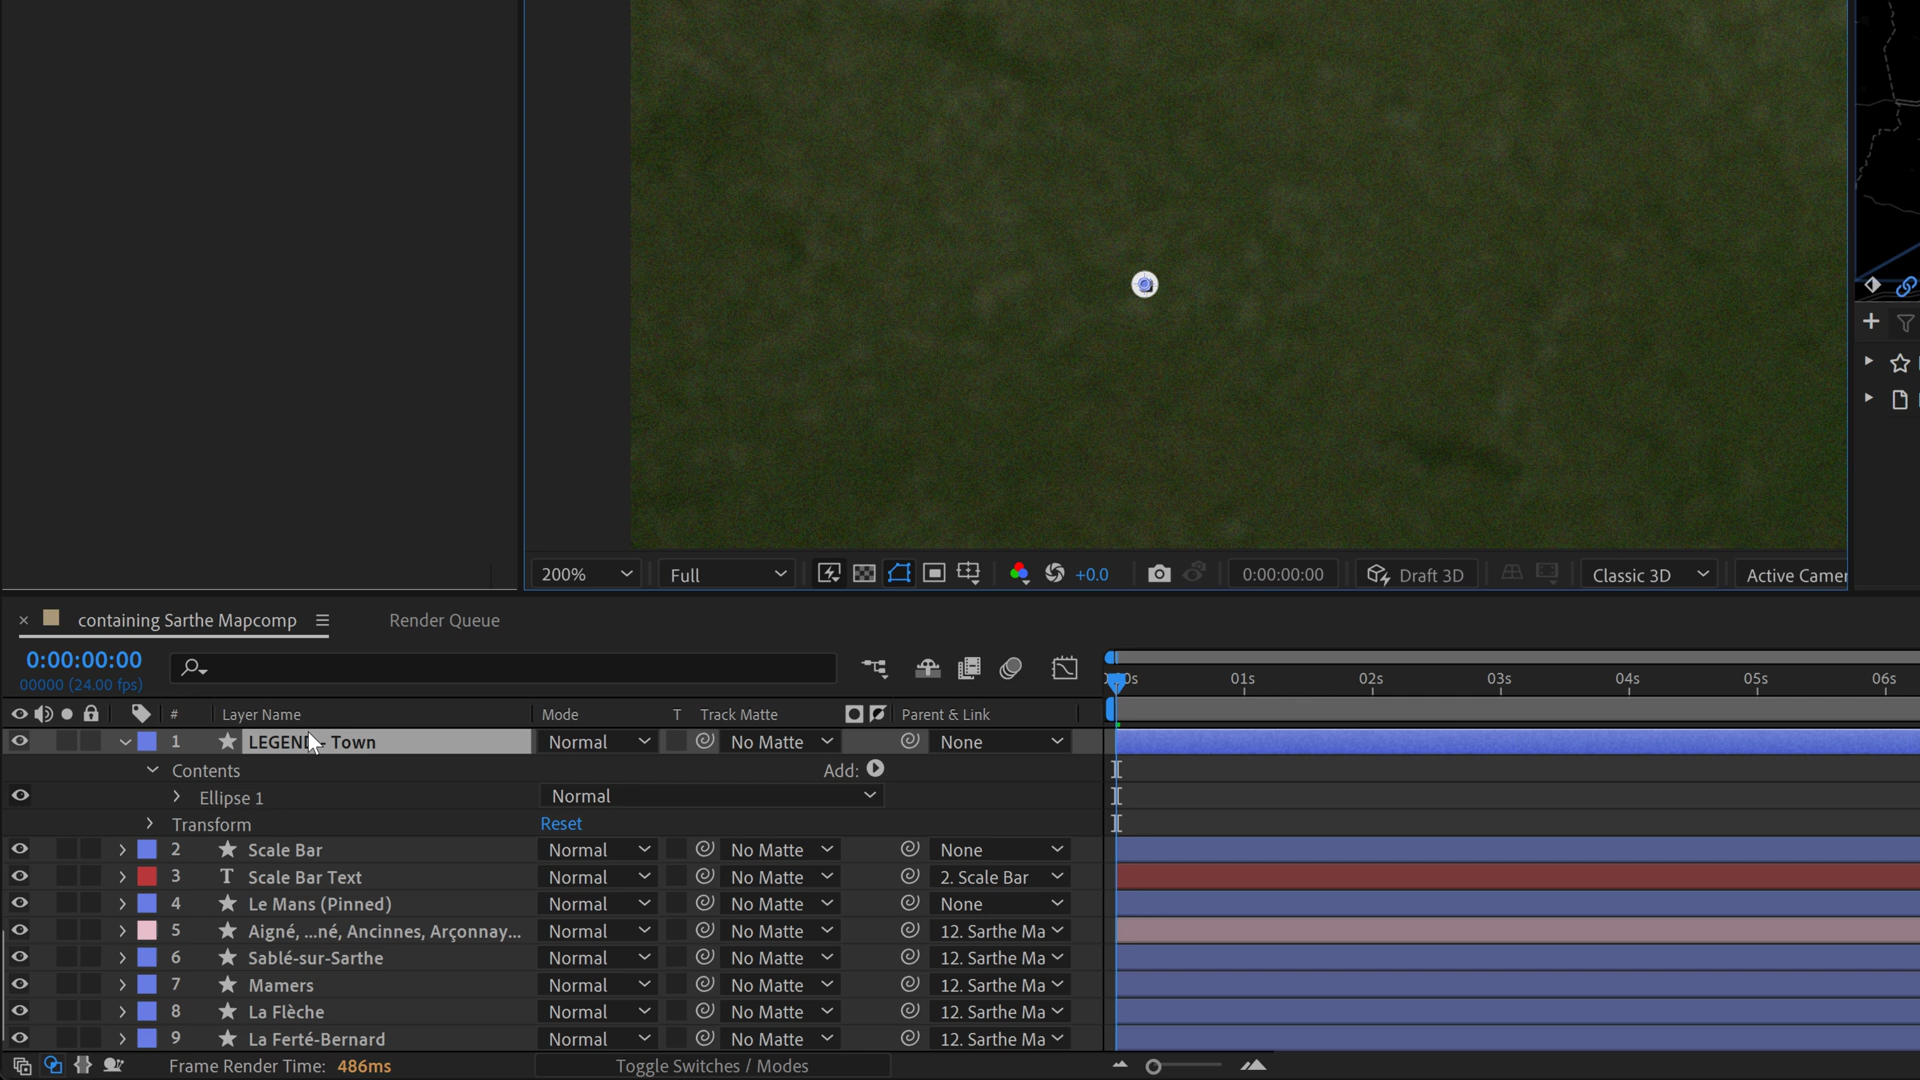 200% Full +0.0 0:00:00:00 Draft 3D Classic 3D Active Camer
containing Sarthe Mapcomp Render Queue
0:00:00:00
00000 (24.00 fps)
01s 02s 03s 04s 05s 06s
# Layer Name Mode T Track Matte Parent & Link
1 LEGEND - Town Normal No Matte None
Contents Add:
Ellipse 1 Normal
Transform Reset
2 Scale Bar Normal No Matte None
3 T Scale Bar Text Normal No Matte 2. Scale Bar
4 Le Mans (Pinned) Normal No Matte None
5 Aigné, ...né, Ancinnes, Arçonnay... Normal No Matte 12. Sarthe Ma
6 Sablé-sur-Sarthe Normal No Matte 12. Sarthe Ma
7 Mamers Normal No Matte 12. Sarthe Ma
8 La Flèche Normal No Matte 12. Sarthe Ma
9 La Ferté-Bernard Normal No Matte 12. Sarthe Ma
Frame Render Time: 486ms Toggle Switches / Modes